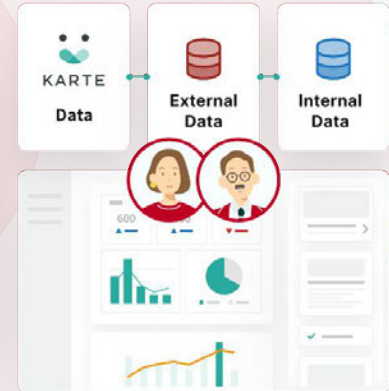 KARTE
Data
External
Data
Internal
Data
600